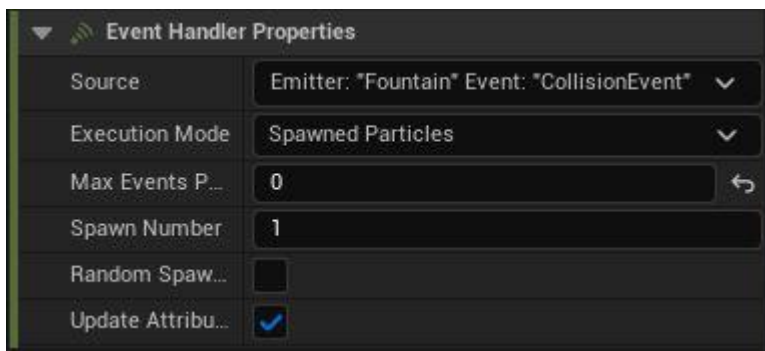 Event Handler Properties
Source Emitter: "Fountain" Event: "CollisionEvent"
Execution Mode Spawned Particles
Max Events P... 0
Spawn Number 1
Random Spaw...
Update Attribu...